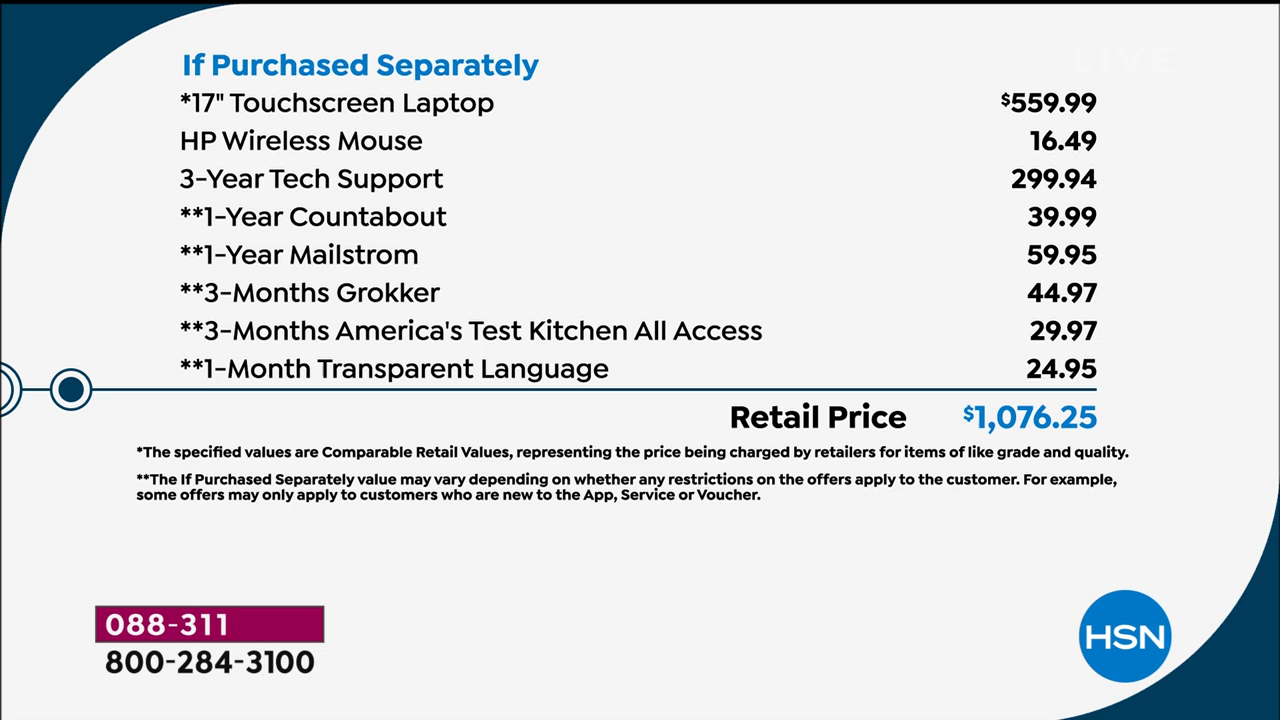 LIVE
If Purchased Separately
*17" Touchscreen Laptop $559.99
HP Wireless Mouse 16.49
3-Year Tech Support 299.94
**1-Year Countabout 39.99
**1-Year Mailstrom 59.95
**3-Months Grokker 44.97
**3-Months America's Test Kitchen All Access 29.97
**1-Month Transparent Language 24.95
Retail Price $1,076.25
*The specified values are Comparable Retail Values, representing the price being charged by retailers for items of like grade and quality.
**The If Purchased Separately value may vary depending on whether any restrictions on the offers apply to the customer. For example,
some offers may only apply to customers who are new to the App, Service or Voucher.
088-311
800-284-3100
HSN